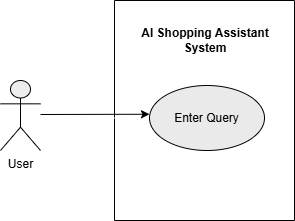 AI Shopping Assistant
System
Enter Query
User